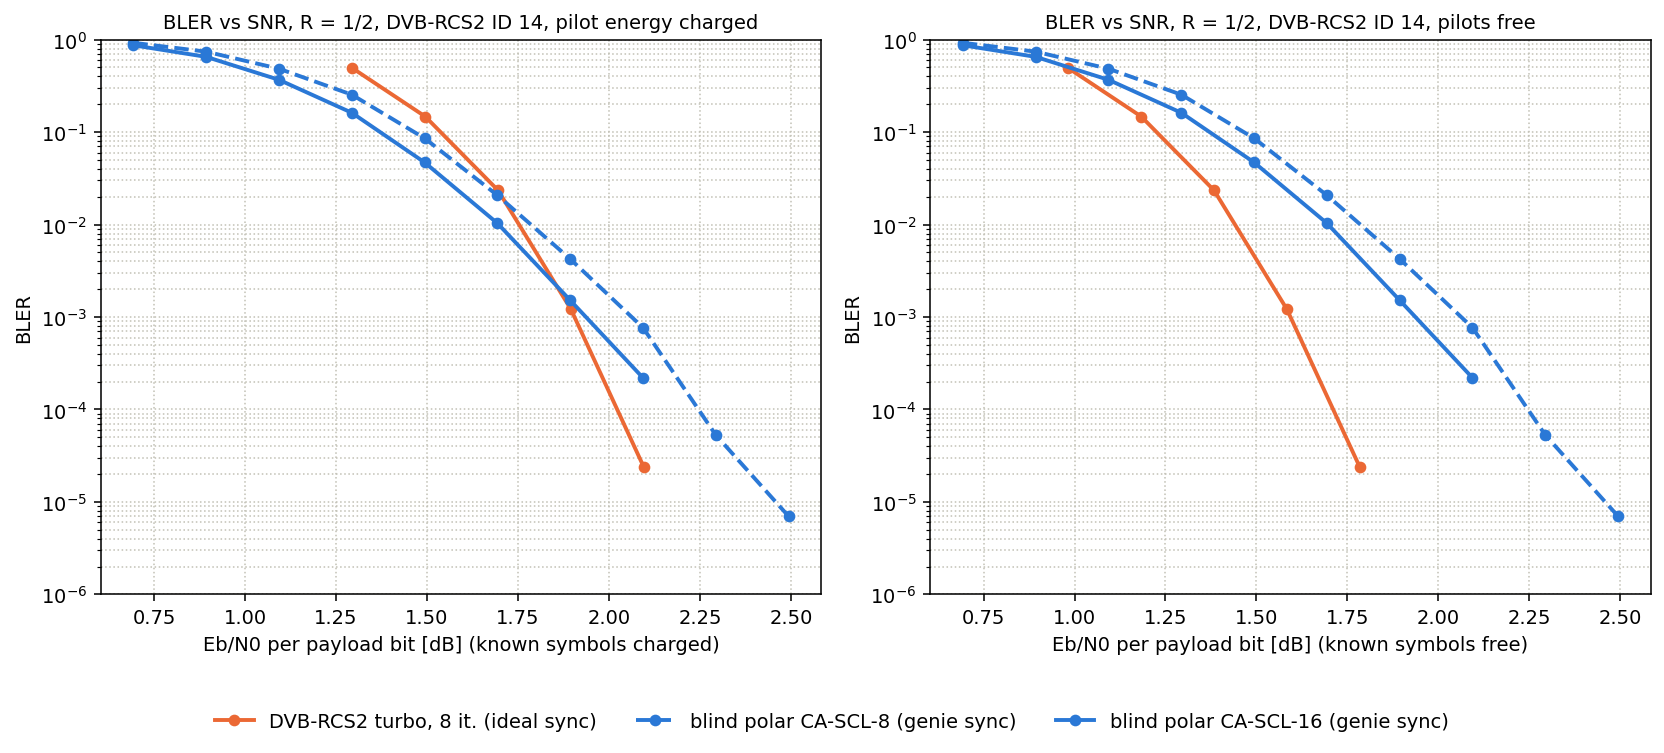 BLER vs SNR, R = 1/2, DVB-RCS2 ID 14, pilot energy charged
BLER
10⁰
10⁻¹
10⁻²
10⁻³
10⁻⁴
10⁻⁵
10⁻⁶
0.75 1.00 1.25 1.50 1.75 2.00 2.25 2.50
Eb/N0 per payload bit [dB] (known symbols charged)
BLER vs SNR, R = 1/2, DVB-RCS2 ID 14, pilots free
BLER
10⁰
10⁻¹
10⁻²
10⁻³
10⁻⁴
10⁻⁵
10⁻⁶
0.75 1.00 1.25 1.50 1.75 2.00 2.25 2.50
Eb/N0 per payload bit [dB] (known symbols free)
DVB-RCS2 turbo, 8 it. (ideal sync) blind polar CA-SCL-8 (genie sync) blind polar CA-SCL-16 (genie sync)